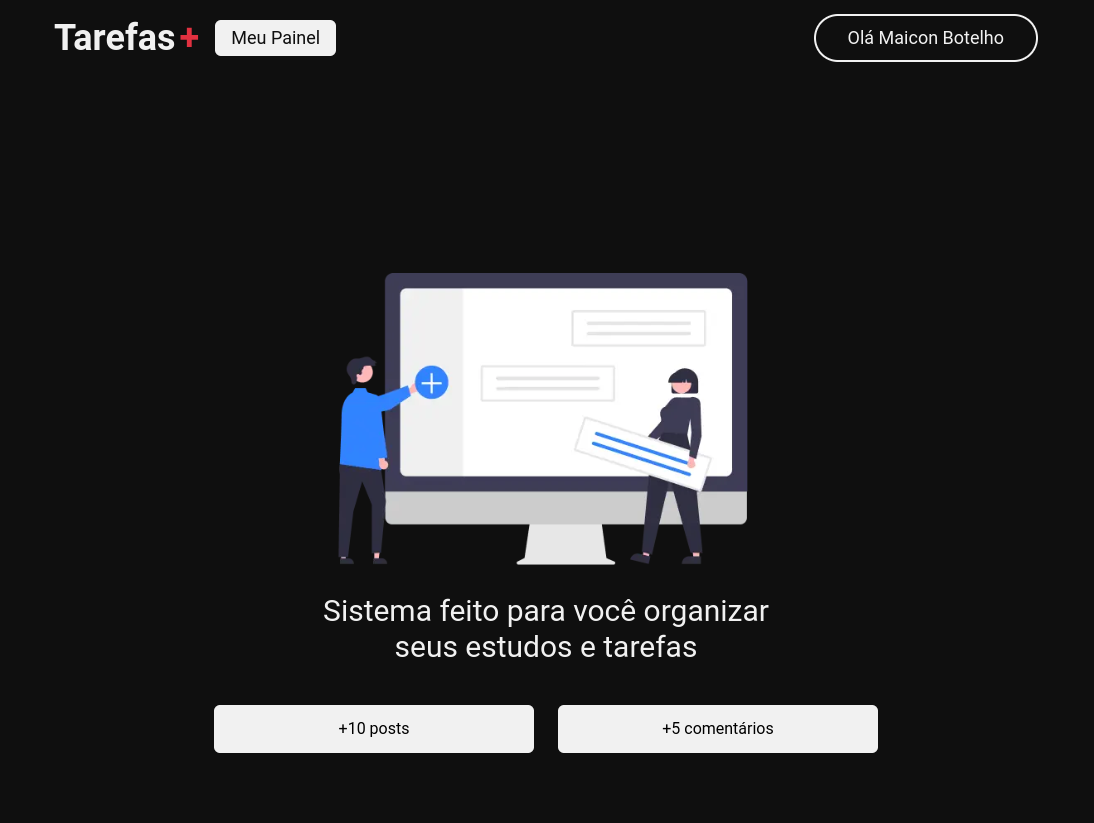 Tarefas+
Meu Painel
Olá Maicon Botelho
Sistema feito para você organizar
seus estudos e tarefas
+10 posts
+5 comentários